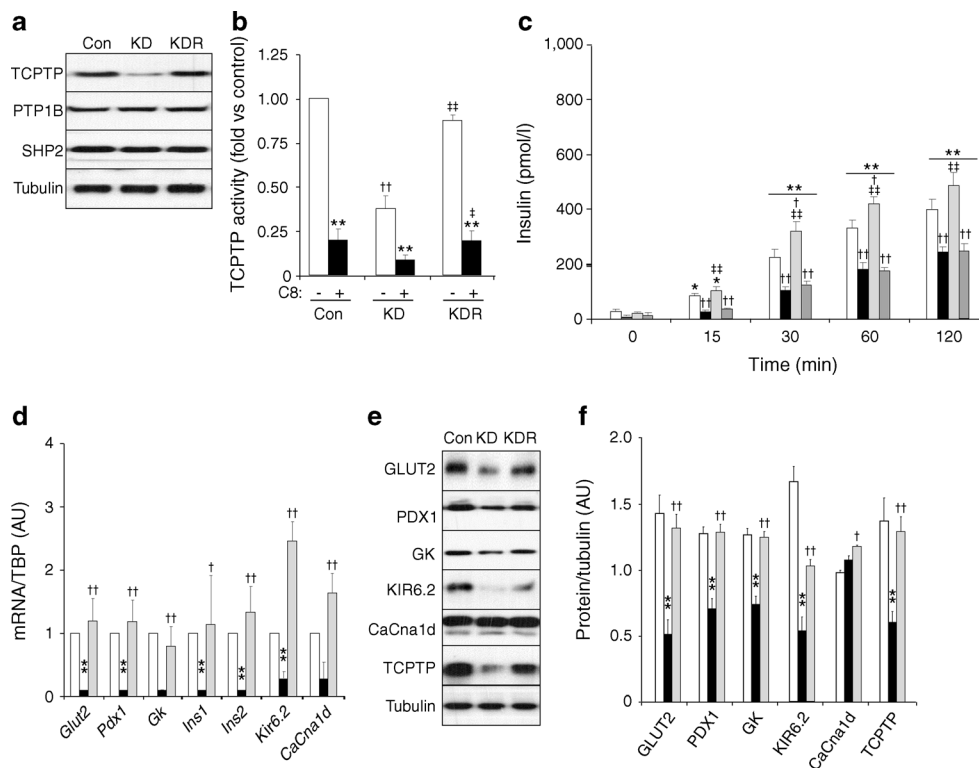 a
Con KD KDR
TCPTP
PTP1B
SHP2
Tubulin
b
TCPTP activity (fold vs control)
1.25
1.00
0.75
0.50
0.25
0
**
††
**
‡‡
‡
**
C8: - + - + - +
Con KD KDR
c
Insulin (pmol/l)
1,000
800
600
400
200
0
*
††
‡‡
*
††
**
††
†
‡‡
††
**
††
†
‡‡
††
**
††
‡‡
††
0 15 30 60 120
Time (min)
d
mRNA/TBP (AU)
4
3
2
1
0
**
††
**
††
††
**
†
**
††
**
††
††
Glut2 Pdx1 Gk Ins1 Ins2 Kir6.2 CaCna1d
e
Con KD KDR
GLUT2
PDX1
GK
KIR6.2
CaCna1d
TCPTP
Tubulin
f
Protein/tubulin (AU)
2.0
1.5
1.0
0.5
0
**
††
**
††
**
††
**
††
†
**
††
GLUT2 PDX1 GK KIR6.2 CaCna1d TCPTP